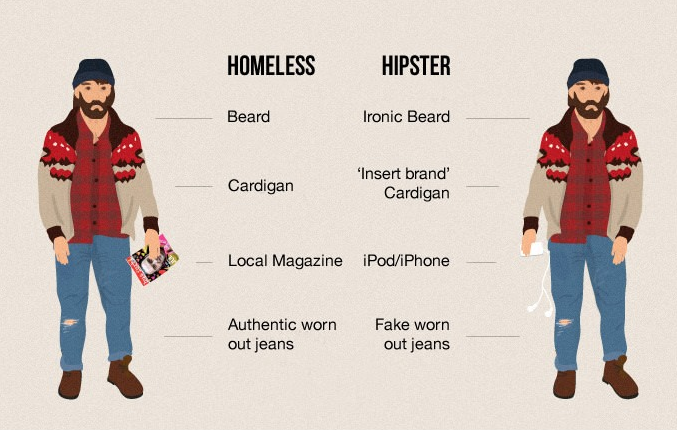 HOMELESS
HIPSTER
Beard
Ironic Beard
Cardigan
‘Insert brand’
Cardigan
Local Magazine
iPod/iPhone
Authentic worn
out jeans
Fake worn
out jeans